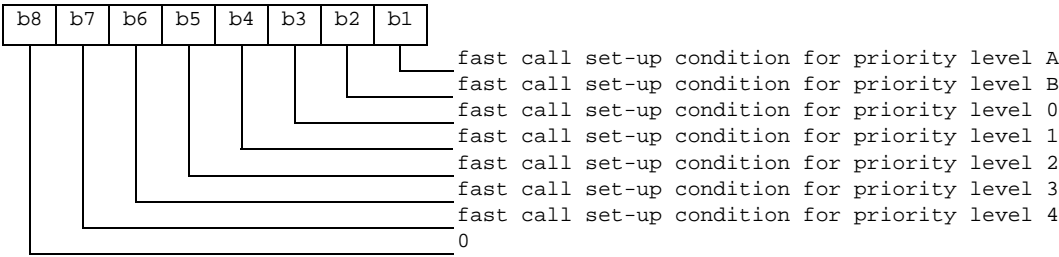 b8 b7 b6 b5 b4 b3 b2 b1
fast call set-up condition for priority level A
fast call set-up condition for priority level B
fast call set-up condition for priority level 0
fast call set-up condition for priority level 1
fast call set-up condition for priority level 2
fast call set-up condition for priority level 3
fast call set-up condition for priority level 4
0